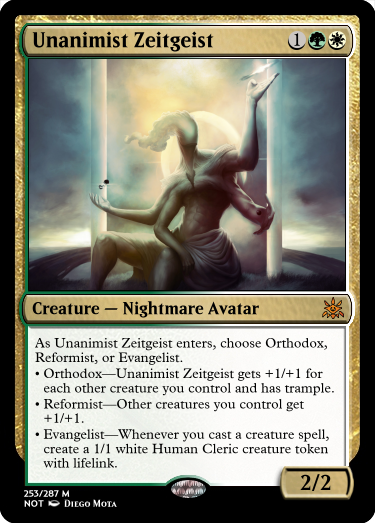 Unanimist Zeitgeist 1
Creature — Nightmare Avatar
As Unanimist Zeitgeist enters, choose Orthodox,
Reformist, or Evangelist.
• Orthodox—Unanimist Zeitgeist gets +1/+1 for
each other creature you control and has trample.
• Reformist—Other creatures you control get
+1/+1.
• Evangelist—Whenever you cast a creature spell,
create a 1/1 white Human Cleric creature token
with lifelink.
2/2
253/287 M
NOT Diego Mota